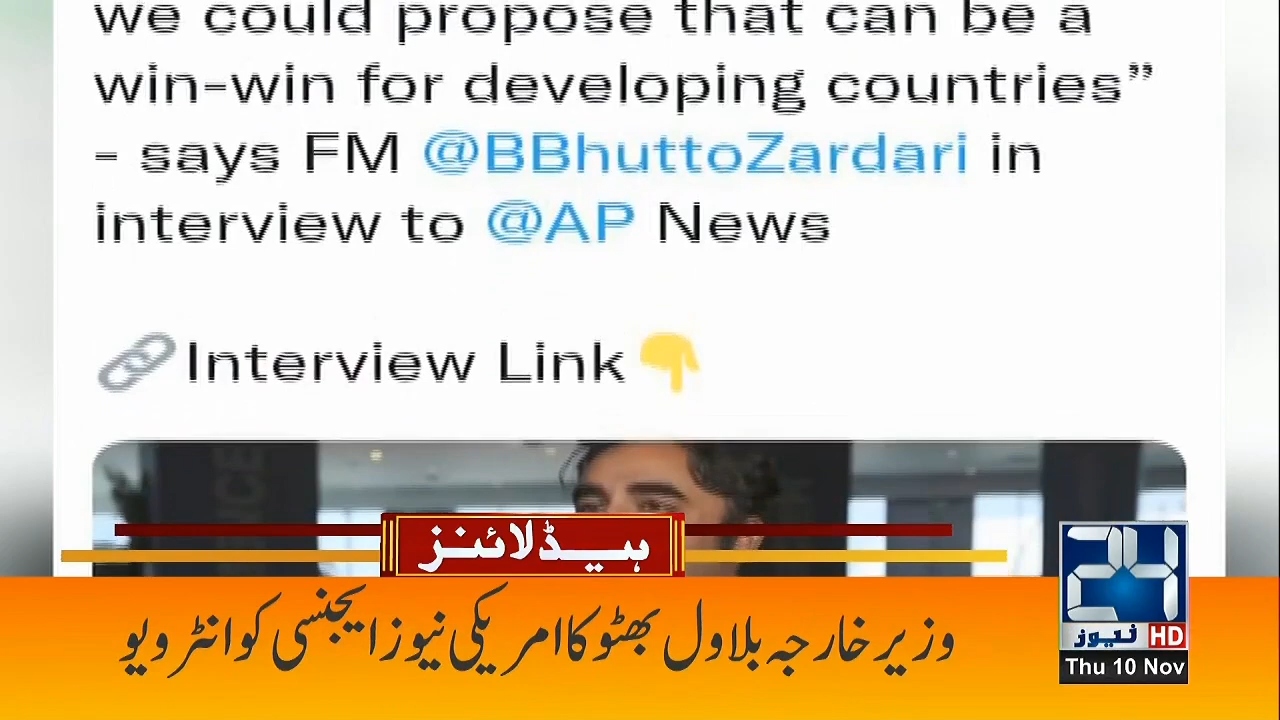 we could propose that can be a
win-win for developing countries”
- says FM @BBhuttoZardari in
interview to @AP News
🔗Interview Link👇
ہیڈلائنز
وزیر خارجہ بلاول بھٹو کا امریکی نیوز ایجنسی کو انٹرویو
24
نیوز HD
Thu 10 Nov